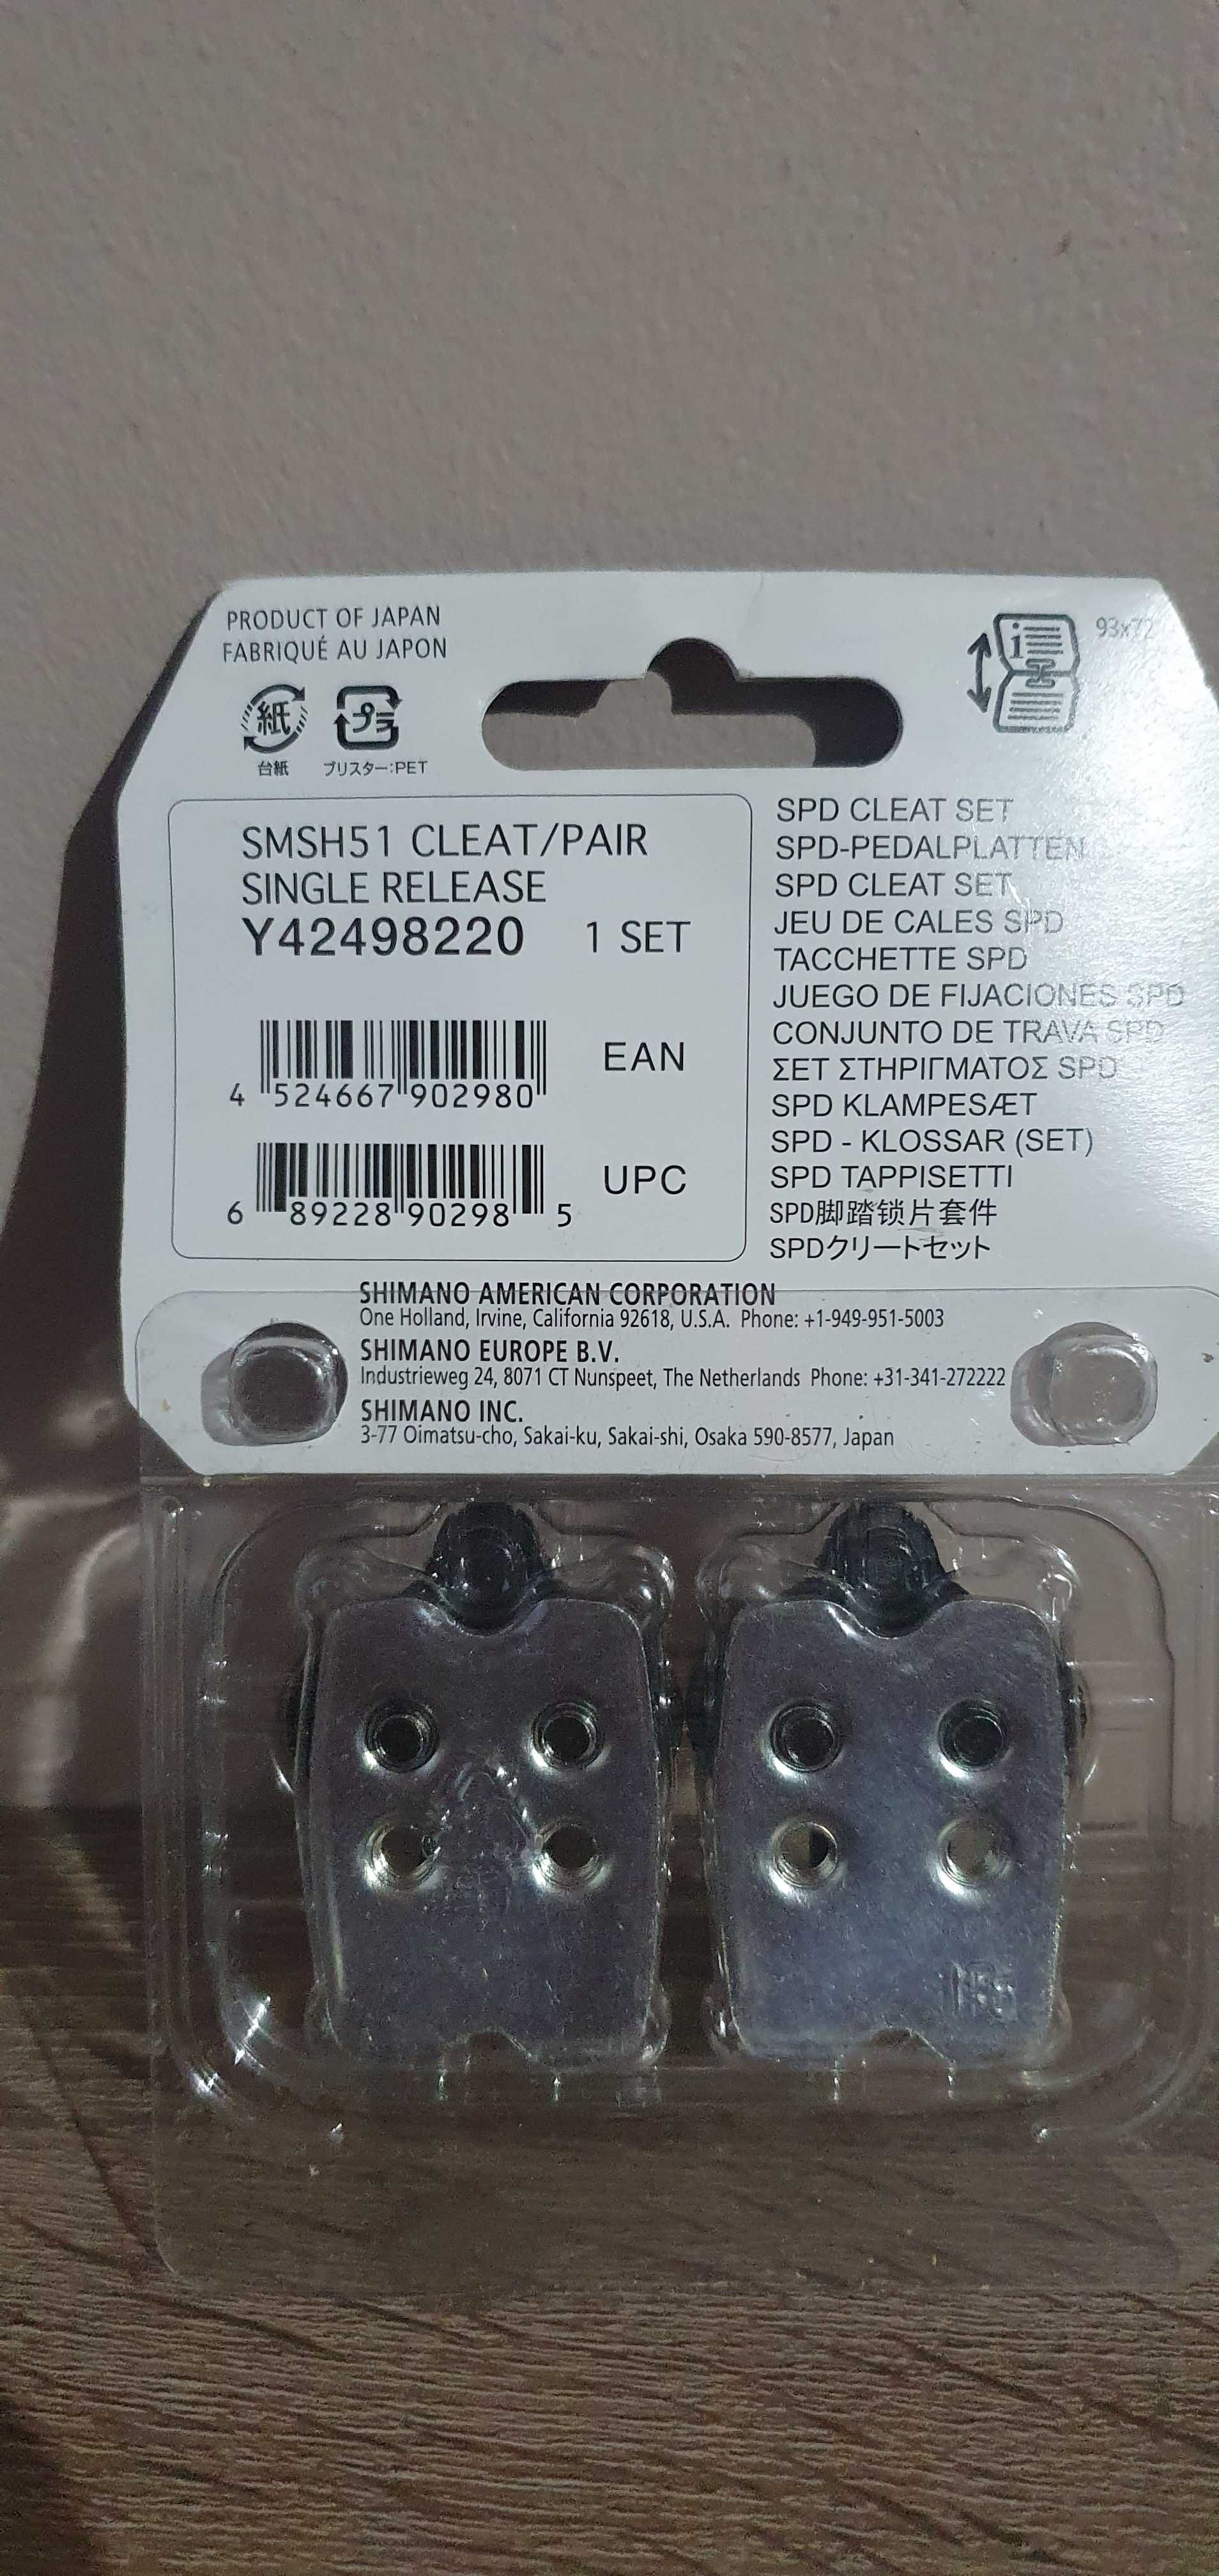 PRODUCT OF JAPAN
FABRIQUÉ AU JAPON
紙
プラ
台紙
ブリスター:PET
i
93x72
SMSH51 CLEAT/PAIR
SINGLE RELEASE
Y42498220 1 SET
4 524667 902980
EAN
6 89228 90298 5
UPC
SPD CLEAT SET
SPD-PEDALPLATTEN
SPD CLEAT SET
JEU DE CALES SPD
TACCHETTE SPD
JUEGO DE FIJACIONES SPD
CONJUNTO DE TRAVA SPD
ΣΕΤ ΣΤΗΡΙΓΜΑΤΟΣ SPD
SPD KLAMPESÆT
SPD - KLOSSAR (SET)
SPD TAPPISETTI
SPD脚踏锁片套件
SPDクリートセット
SHIMANO AMERICAN CORPORATION
One Holland, Irvine, California 92618, U.S.A. Phone: +1-949-951-5003
SHIMANO EUROPE B.V.
Industrieweg 24, 8071 CT Nunspeet, The Netherlands Phone: +31-341-272222
SHIMANO INC.
3-77 Oimatsu-cho, Sakai-ku, Sakai-shi, Osaka 590-8577, Japan